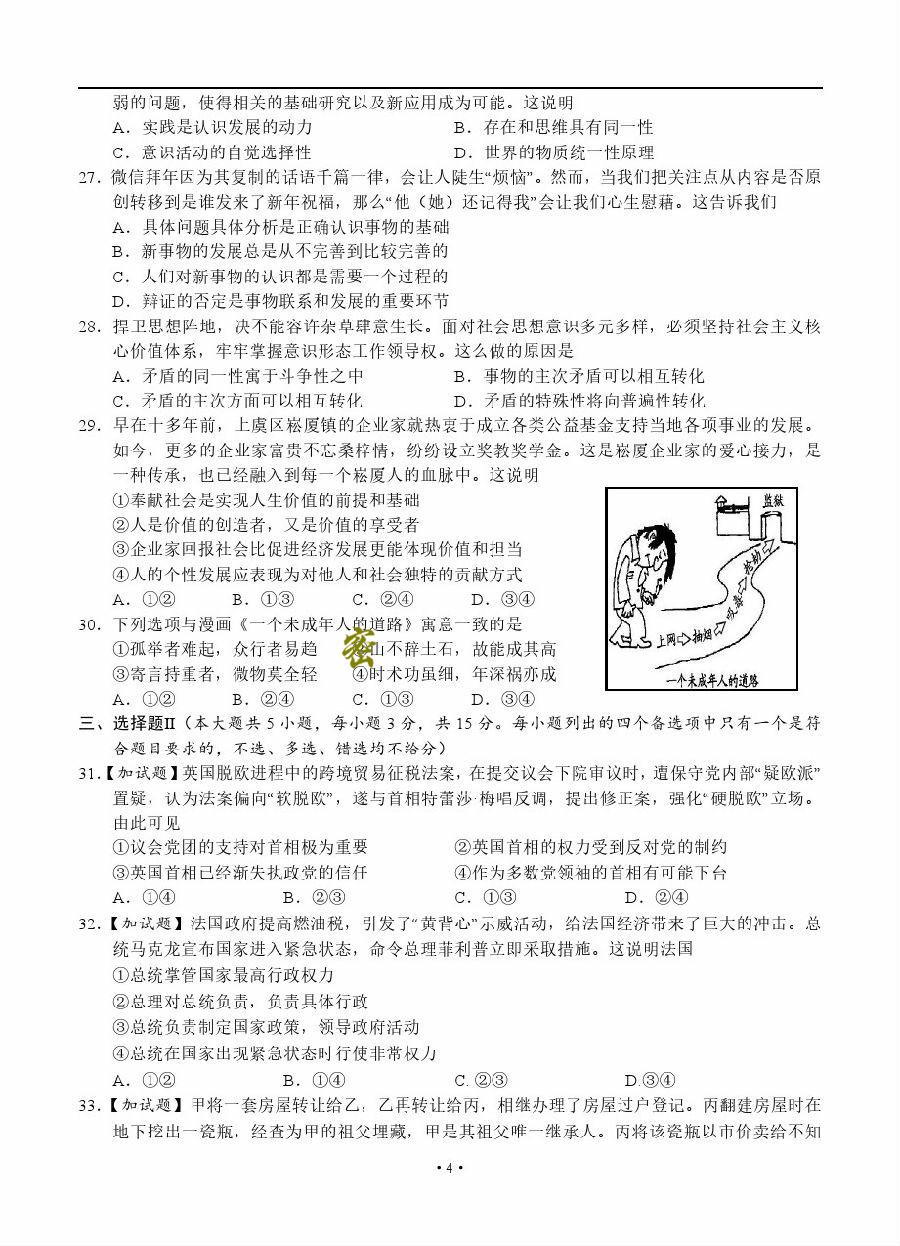 弱的问题，使得相关的基础研究以及新应用成为可能。这说明
A．实践是认识发展的动力 B．存在和思维具有同一性
C．意识活动的自觉选择性 D．世界的物质统一性原理
27．微信拜年因为其复制的话语千篇一律，会让人陡生“烦恼”。然而，当我们把关注点从内容是否原
创转移到是谁发来了新年祝福，那么“他（她）还记得我”会让我们心生慰藉。这告诉我们
A．具体问题具体分析是正确认识事物的基础
B．新事物的发展总是从不完善到比较完善的
C．人们对新事物的认识都是需要一个过程的
D．辩证的否定是事物联系和发展的重要环节
28．捍卫思想阵地，决不能容许杂草肆意生长。面对社会思想意识多元多样，必须坚持社会主义核
心价值体系，牢牢掌握意识形态工作领导权。这么做的原因是
A．矛盾的同一性寓于斗争性之中 B．事物的主次矛盾可以相互转化
C．矛盾的主次方面可以相互转化 D．矛盾的特殊性将向普遍性转化
29．早在十多年前，上虞区崧厦镇的企业家就热衷于成立各类公益基金支持当地各项事业的发展。
如今，更多的企业家富贵不忘桑梓情，纷纷设立奖教奖学金。这是崧厦企业家的爱心接力，是
一种传承，也已经融入到每一个崧厦人的血脉中。这说明
①奉献社会是实现人生价值的前提和基础
②人是价值的创造者，又是价值的享受者
③企业家回报社会比促进经济发展更能体现价值和担当
④人的个性发展应表现为对他人和社会独特的贡献方式
A．①② B．①③ C．②④ D．③④
监狱
抢劫
吸毒
上网⇨抽烟⇨
一个未成年人的道路
30．下列选项与漫画《一个未成年人的道路》寓意一致的是
①孤举者难起，众行者易趋 密 山不辞土石，故能成其高
③寄言持重者，微物莫全轻 ④时术功虽细，年深祸亦成
A．①② B．②④ C．①③ D．③④
三、选择题II（本大题共 5 小题，每小题 3 分，共 15 分。每小题列出的四个备选项中只有一个是符
合题目要求的，不选、多选、错选均不给分）
31．【加试题】英国脱欧进程中的跨境贸易征税法案，在提交议会下院审议时，遭保守党内部“疑欧派”
置疑，认为法案偏向“软脱欧”，遂与首相特蕾莎·梅唱反调，提出修正案，强化“硬脱欧”立场。
由此可见
①议会党团的支持对首相极为重要 ②英国首相的权力受到反对党的制约
③英国首相已经渐失执政党的信任 ④作为多数党领袖的首相有可能下台
A．①④ B．②③ C．①③ D．②④
32．【加试题】法国政府提高燃油税，引发了“黄背心”示威活动，给法国经济带来了巨大的冲击。总
统马克龙宣布国家进入紧急状态，命令总理菲利普立即采取措施。这说明法国
①总统掌管国家最高行政权力
②总理对总统负责，负责具体行政
③总统负责制定国家政策，领导政府活动
④总统在国家出现紧急状态时行使非常权力
A．①② B．①④ C. ②③ D.③④
33．【加试题】甲将一套房屋转让给乙，乙再转让给丙，相继办理了房屋过户登记。丙翻建房屋时在
地下挖出一瓷瓶，经查为甲的祖父埋藏，甲是其祖父唯一继承人。丙将该瓷瓶以市价卖给不知
• 4 •